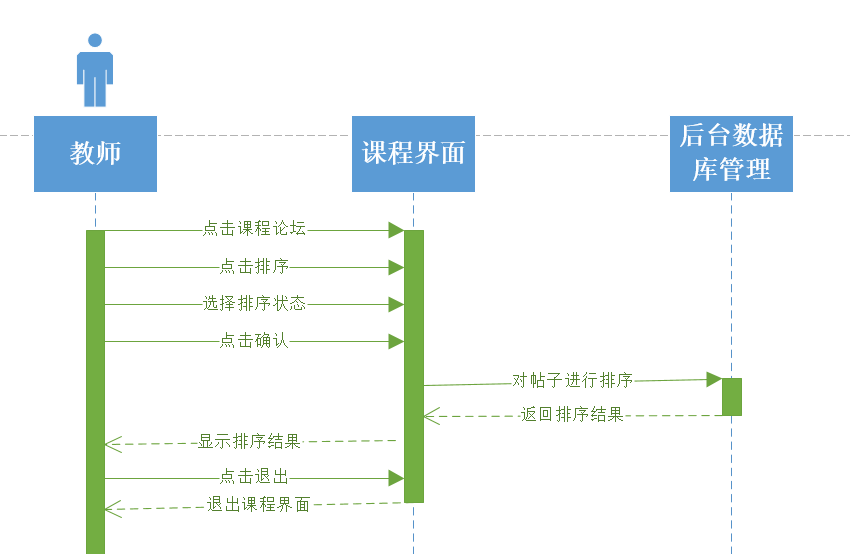 教师
课程界面
后台数据
库管理
点击课程论坛
点击排序
选择排序状态
点击确认
对帖子进行排序
返回排序结果
显示排序结果
点击退出
退出课程界面